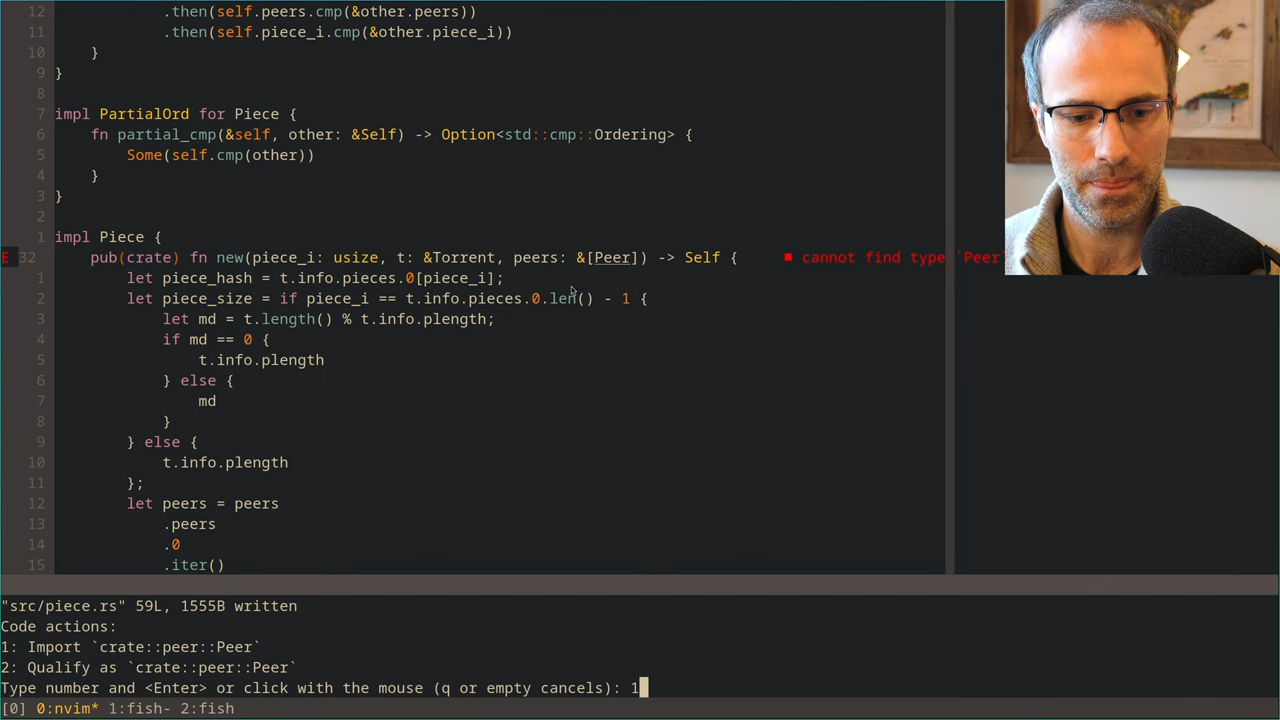 12             .then(self.peers.cmp(&other.peers))
11             .then(self.piece_i.cmp(&other.piece_i))
10     }
9 }
8
7 impl PartialOrd for Piece {
6     fn partial_cmp(&self, other: &Self) -> Option<std::cmp::Ordering> {
5         Some(self.cmp(other))
4     }
3 }
2
1 impl Piece {
E 32     pub(crate) fn new(piece_i: usize, t: &Torrent, peers: &[Peer]) -> Self {     ■ cannot find type `Peer`
1         let piece_hash = t.info.pieces.0[piece_i];
2         let piece_size = if piece_i == t.info.pieces.0.len() - 1 {
3             let md = t.length() % t.info.plength;
4             if md == 0 {
5                 t.info.plength
6             } else {
7                 md
8             }
9         } else {
10             t.info.plength
11         };
12         let peers = peers
13             .peers
14             .0
15             .iter()
"src/piece.rs" 59L, 1555B written
Code actions:
1: Import `crate::peer::Peer`
2: Qualify as `crate::peer::Peer`
Type number and <Enter> or click with the mouse (q or empty cancels): 1
[0] 0:nvim* 1:fish- 2:fish